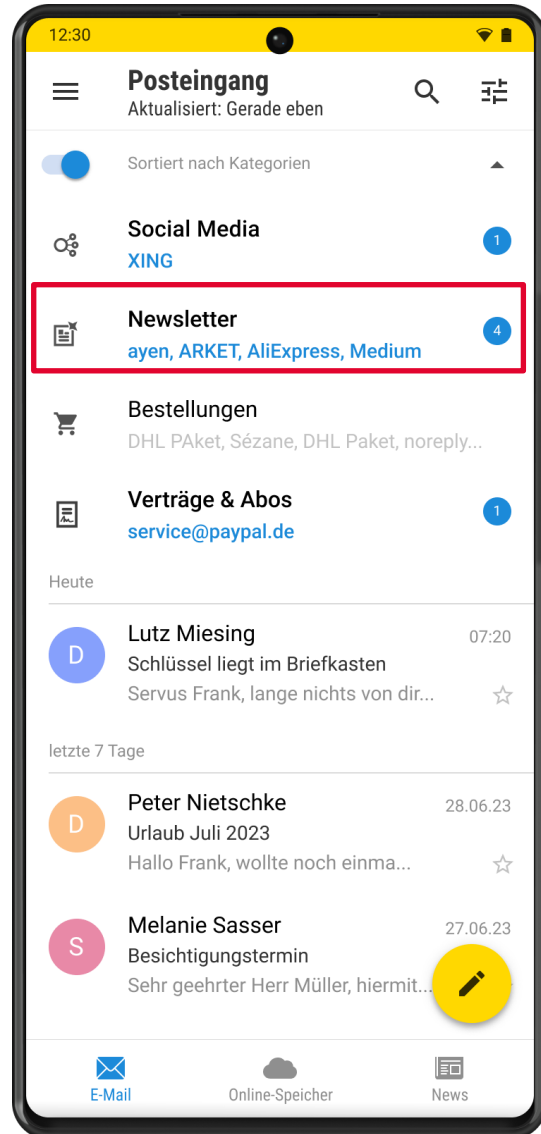 12:30
Posteingang
Aktualisiert: Gerade eben
Sortiert nach Kategorien
Social Media
1
XING
Newsletter
4
ayen, ARKET, AliExpress, Medium
Bestellungen
DHL PAket, Sézane, DHL Paket, noreply...
Verträge & Abos
1
service@paypal.de
Heute
D
Lutz Miesing
07:20
Schlüssel liegt im Briefkasten
Servus Frank, lange nichts von dir...
letzte 7 Tage
D
Peter Nietschke
28.06.23
Urlaub Juli 2023
Hallo Frank, wollte noch einma...
S
Melanie Sasser
27.06.23
Besichtigungstermin
Sehr geehrter Herr Müller, hiermit...
E-Mail
Online-Speicher
News